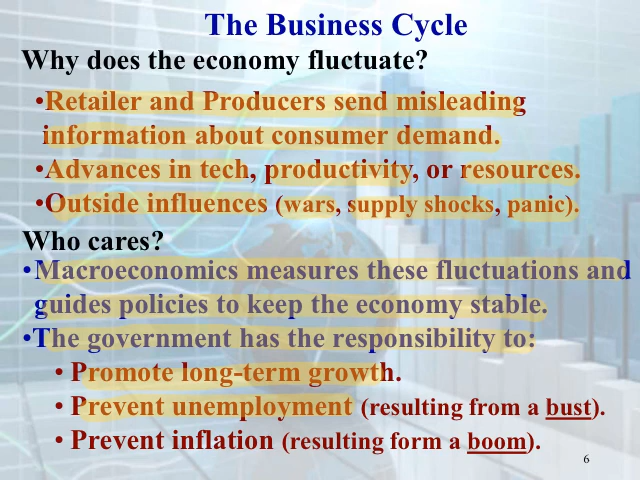 The Business Cycle
Why does the economy fluctuate?
•Retailer and Producers send misleading
information about consumer demand.
•Advances in tech, productivity, or resources.
•Outside influences (wars, supply shocks, panic).
Who cares?
•Macroeconomics measures these fluctuations and
guides policies to keep the economy stable.
•The government has the responsibility to:
• Promote long-term growth.
• Prevent unemployment (resulting from a bust).
• Prevent inflation (resulting form a boom).
6